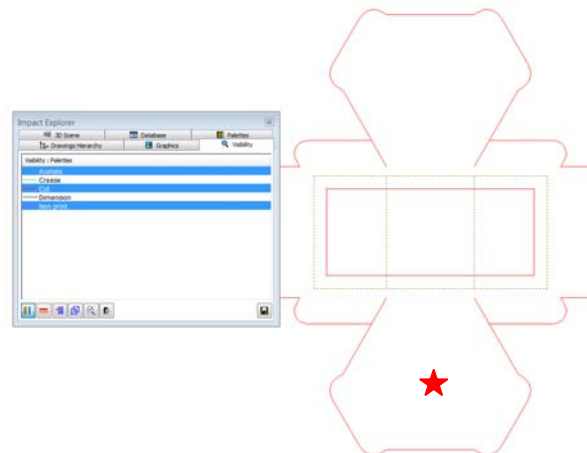 Impact Explorer
3D Scene Database Palettes
Drawings Hierarchy Graphics Visibility
Visibility : Palettes
Acetate
Crease
Cut
Dimension
Non print